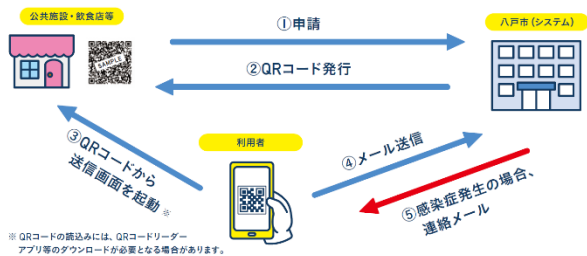 公共施設・飲食店等
①申請
八戸市(システム)
SAMPLE
②QRコード発行
③QRコードから
送信画面を起動 ※
利用者
④メール送信
⑤感染症発生の場合、
連絡メール
※ QRコードの読込みには、QRコードリーダー
アプリ等のダウンロードが必要となる場合があります。